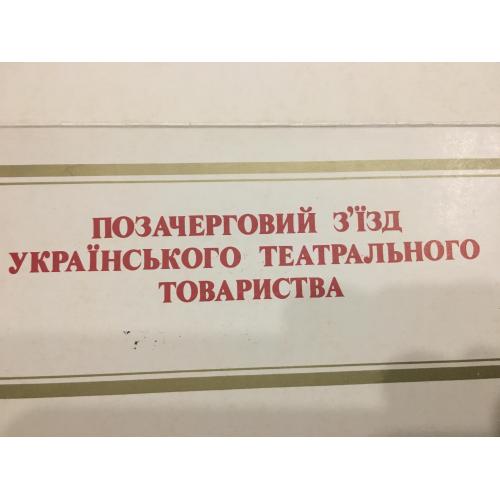 ПОЗАЧЕРГОВИЙ З'ЇЗД
УКРАЇНСЬКОГО ТЕАТРАЛЬНОГО
ТОВАРИСТВА